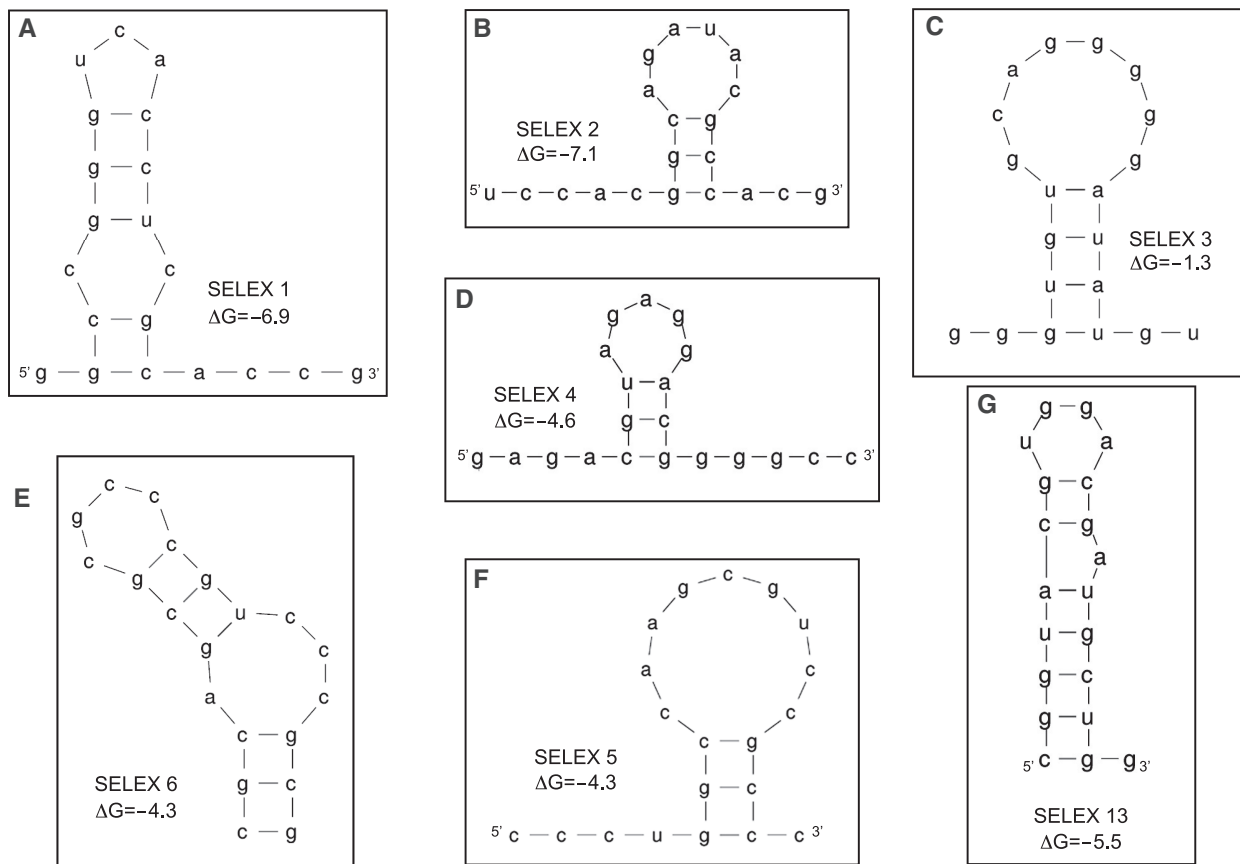 A
c
u a
g c
g c
g u
c c
c g
5' g g c a c c g 3'
SELEX 1
ΔG=−6.9
B
a u
g a
a c
c g
g c
5' u c c a c g c a c g 3'
SELEX 2
ΔG=−7.1
C
g g
a g
c g
g g
u a
g u
u a
g g g u u g u
SELEX 3
ΔG=−1.3
D
a
g g
a g
u a
g c
5' g a g a c g g g g c c 3'
SELEX 4
ΔG=−4.6
E
c c
g c
c g
g u c
c g c
a c
c g
g c
c g
SELEX 6
ΔG=−4.3
F
c
g g
a u
a c
c c
c g
g c
5' c c c u g c c 3'
SELEX 5
ΔG=−4.3
G
g g
u a
g c
c g
a
a u
u g
g c
g u
5' c g g 3'
SELEX 13
ΔG=−5.5